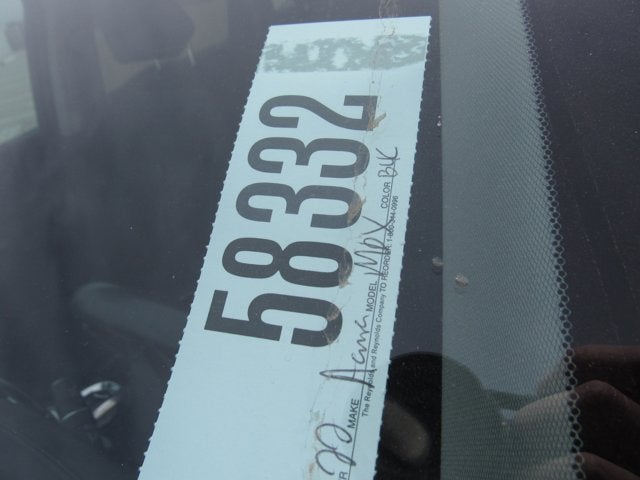 58332
R 22 MAKE Acura MODEL MDX COLOR BLK
The Reynolds and Reynolds Company TO REORDER: 1-800-344-0996